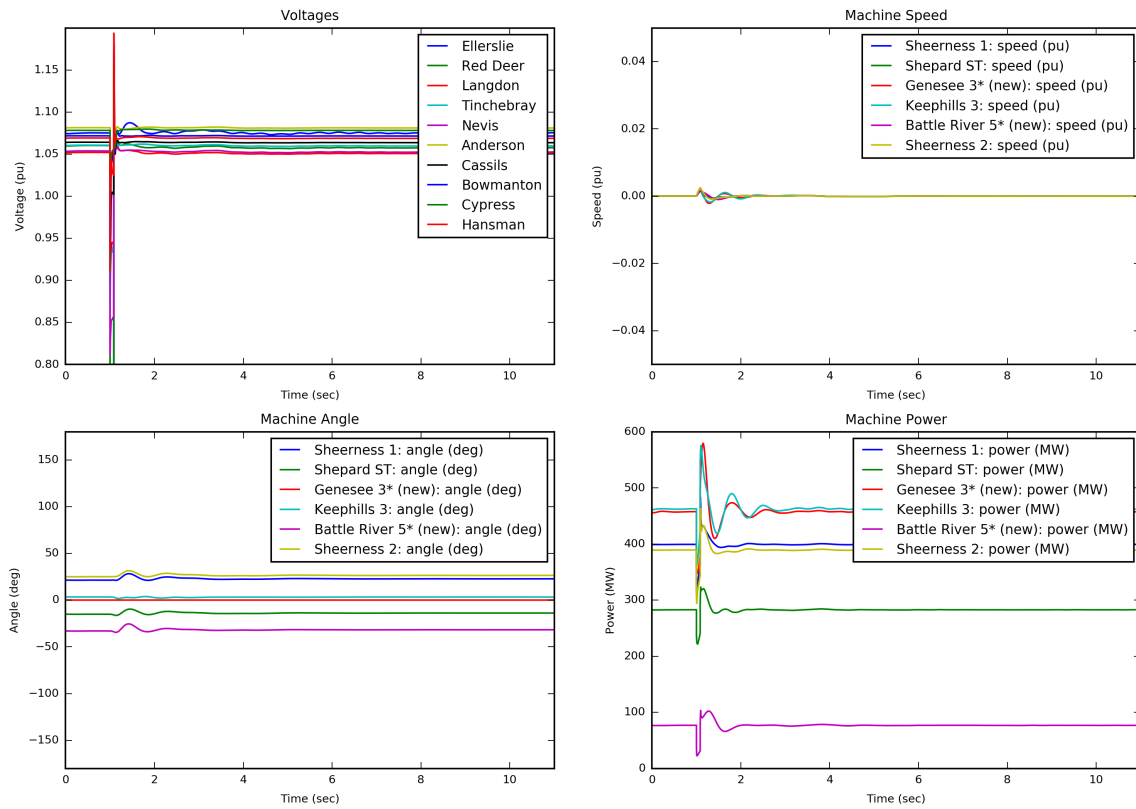 Voltages
Voltage (pu)
1.15
1.10
1.05
1.00
0.95
0.90
0.85
0.80
0
2
4
6
8
10
Time (sec)
Ellerslie
Red Deer
Langdon
Tinchebray
Nevis
Anderson
Cassils
Bowmanton
Cypress
Hansman
Machine Speed
Speed (pu)
0.04
0.02
0.00
−0.02
−0.04
0
2
4
6
8
10
Time (sec)
Sheerness 1: speed (pu)
Shepard ST: speed (pu)
Genesee 3* (new): speed (pu)
Keephills 3: speed (pu)
Battle River 5* (new): speed (pu)
Sheerness 2: speed (pu)
Machine Angle
Angle (deg)
150
100
50
0
−50
−100
−150
0
2
4
6
8
10
Time (sec)
Sheerness 1: angle (deg)
Shepard ST: angle (deg)
Genesee 3* (new): angle (deg)
Keephills 3: angle (deg)
Battle River 5* (new): angle (deg)
Sheerness 2: angle (deg)
Machine Power
Power (MW)
600
500
400
300
200
100
0
0
2
4
6
8
10
Time (sec)
Sheerness 1: power (MW)
Shepard ST: power (MW)
Genesee 3* (new): power (MW)
Keephills 3: power (MW)
Battle River 5* (new): power (MW)
Sheerness 2: power (MW)